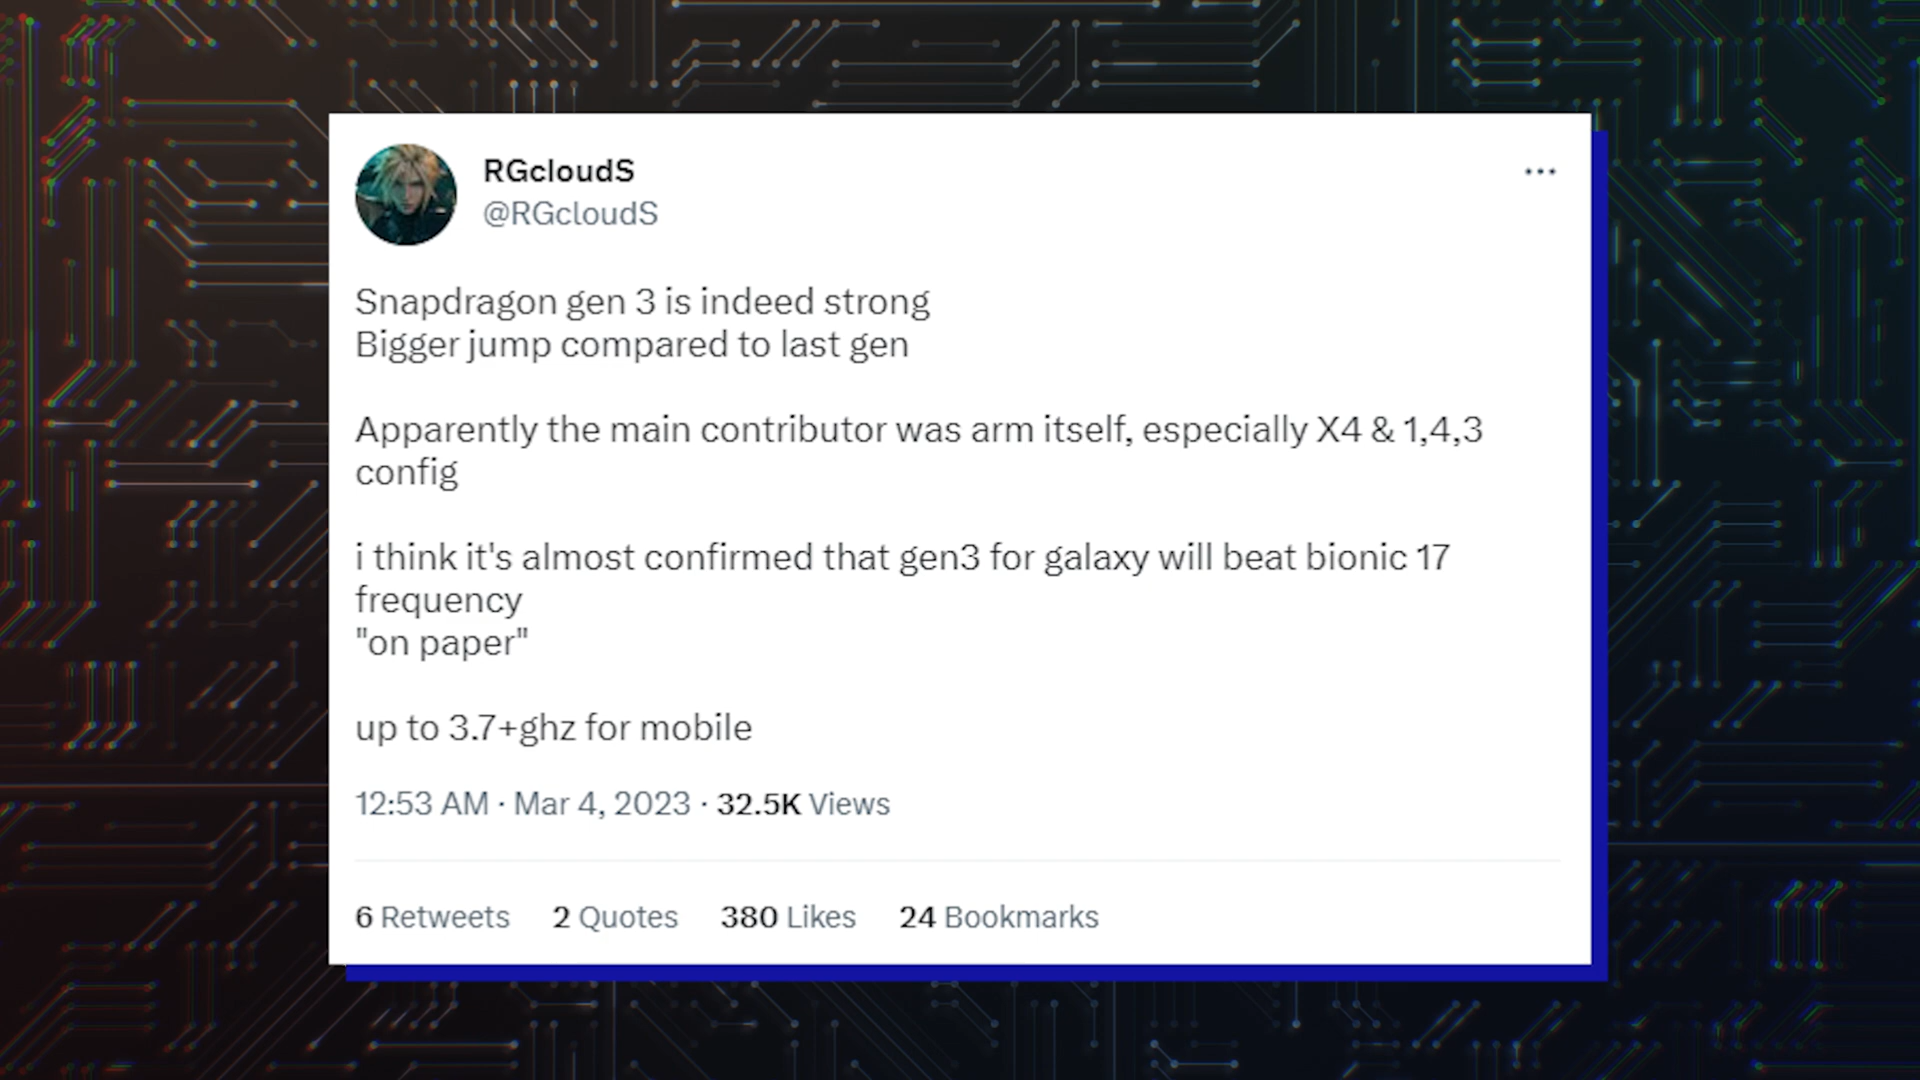 RGcloudS
@RGcloudS
Snapdragon gen 3 is indeed strong
Bigger jump compared to last gen
Apparently the main contributor was arm itself, especially X4 & 1,4,3
config
i think it's almost confirmed that gen3 for galaxy will beat bionic 17
frequency
"on paper"
up to 3.7+ghz for mobile
12:53 AM · Mar 4, 2023 · 32.5K Views
6 Retweets 2 Quotes 380 Likes 24 Bookmarks